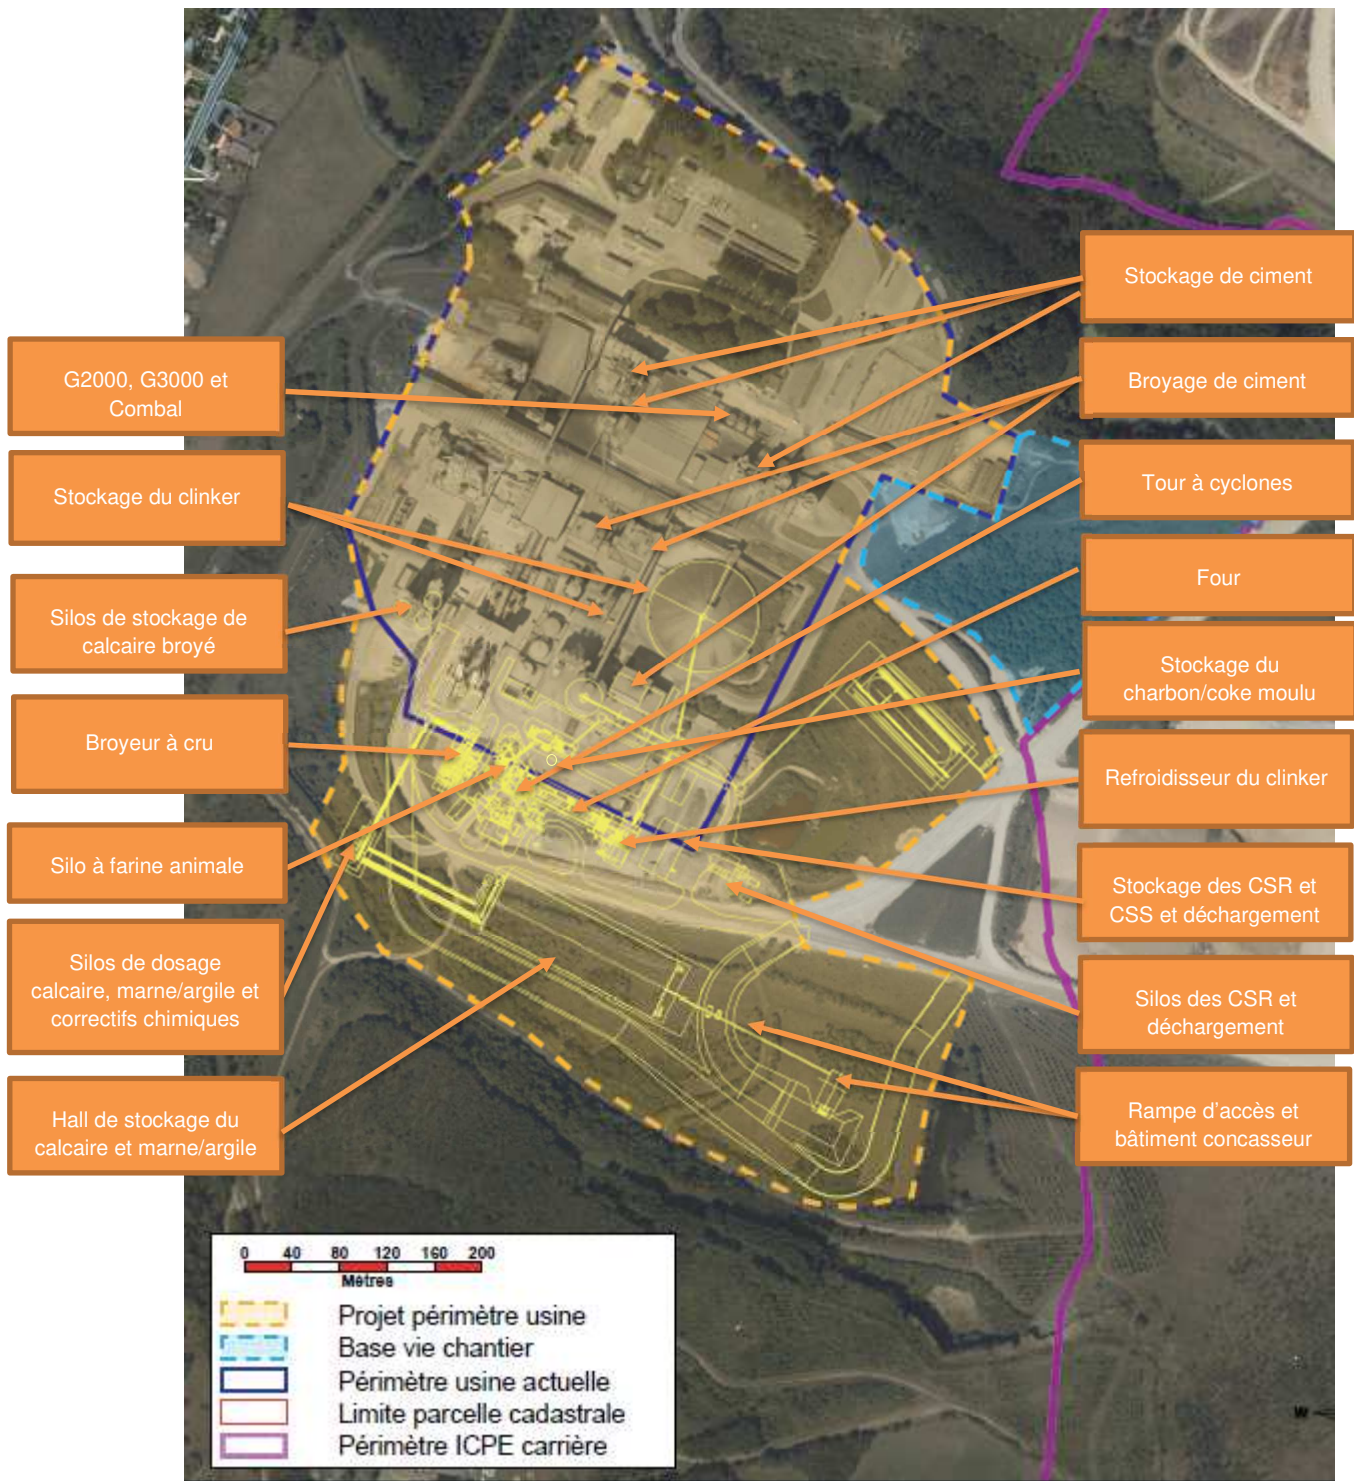 Stockage de ciment
Broyage de ciment
Tour à cyclones
Four
Stockage du
charbon/coke moulu
Refroidisseur du clinker
Stockage des CSR et
CSS et déchargement
Silos des CSR et
déchargement
Rampe d'accès et
bâtiment concasseur
G2000, G3000 et
Combal
Stockage du clinker
Silos de stockage de
calcaire broyé
Broyeur à cru
Silo à farine animale
Silos de dosage
calcaire, marne/argile et
correctifs chimiques
Hall de stockage du
calcaire et marne/argile
0 40 80 120 160 200
Mètres
Projet périmètre usine
Base vie chantier
Périmètre usine actuelle
Limite parcelle cadastrale
Périmètre ICPE carrière
W